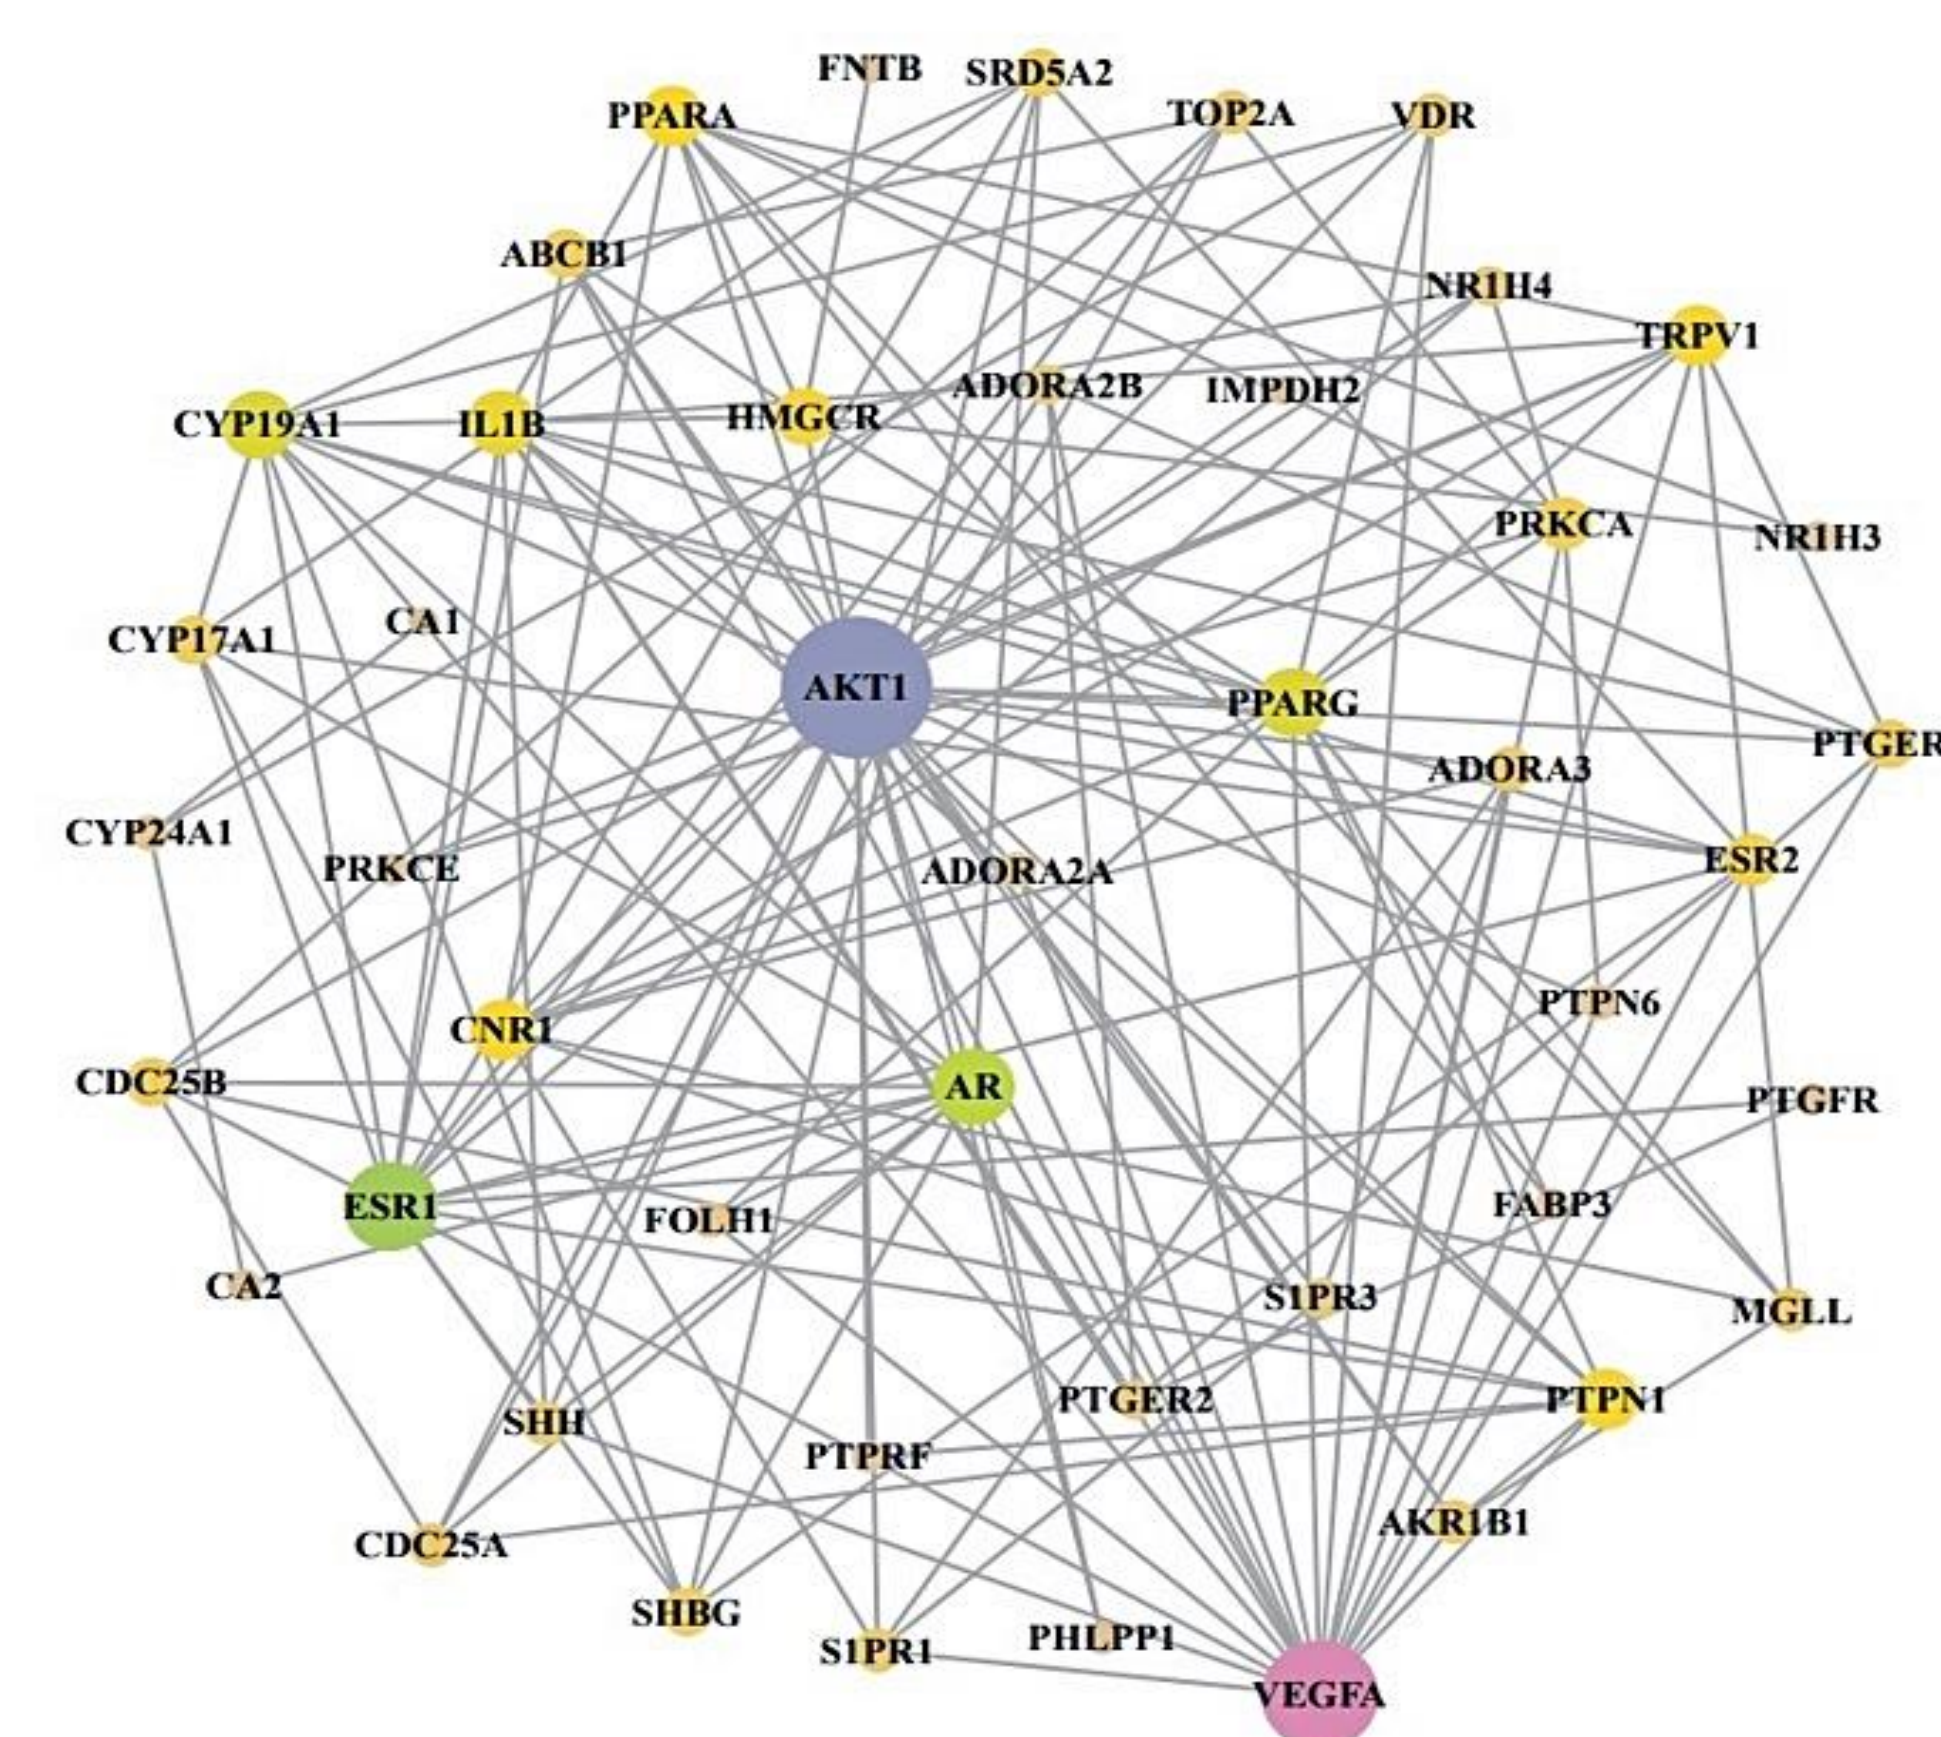 FNTB
SRD5A2
PPARA
TOP2A
VDR
ABCB1
NR1H4
TRPV1
ADORA2B
IMPDH2
CYP19A1
IL1B
HMGCR
PRKCA
NR1H3
CYP17A1
CA1
AKT1
PPARG
PTGER
ADORA3
CYP24A1
PRKCE
ADORA2A
ESR2
PTPN6
CNR1
CDC25B
AR
PTGFR
ESR1
FOLH1
FABP3
CA2
S1PR3
MGLL
SHH
PTGER2
PTPN1
PTPRF
CDC25A
AKR1B1
SHBG
S1PR1
PHLPP1
VEGFA